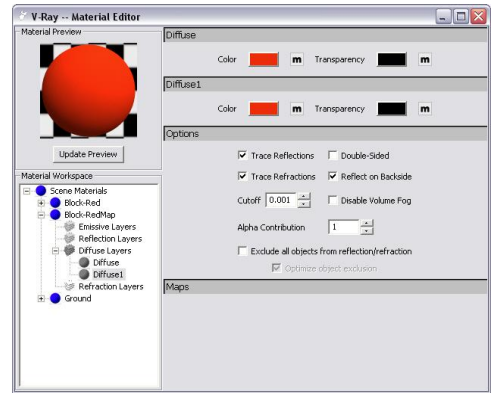 V-Ray -- Material Editor
Material Preview
Update Preview
Material Workspace
Scene Materials
Block-Red
Block-RedMap
Emissive Layers
Reflection Layers
Diffuse Layers
Diffuse
Diffuse1
Refraction Layers
Ground
Diffuse
Color m Transparency m
Diffuse1
Color m Transparency m
Options
Trace Reflections Double-Sided
Trace Refractions Reflect on Backside
Cutoff 0.001 Disable Volume Fog
Alpha Contribution 1
Exclude all objects from reflection/refraction
Optimize object exclusion
Maps